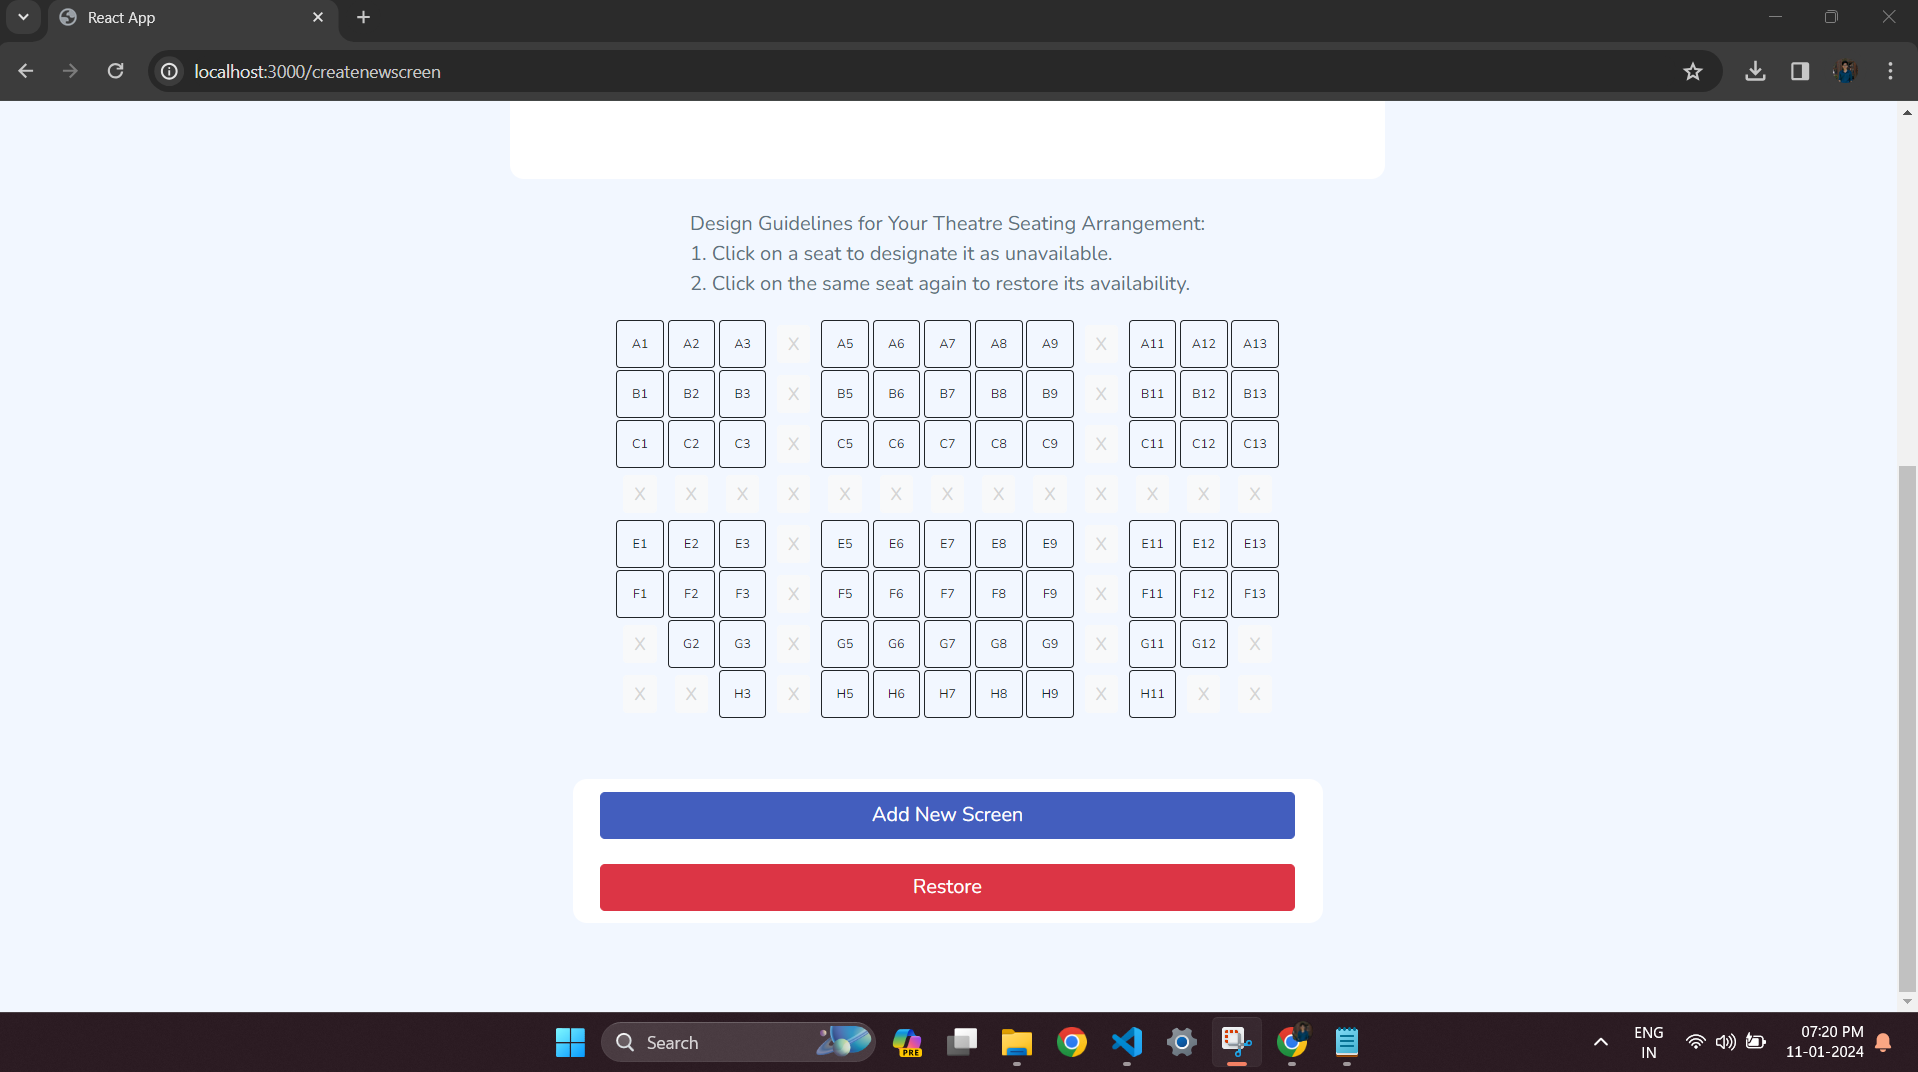 React App
localhost:3000/createnewscreen
Design Guidelines for Your Theatre Seating Arrangement:
1. Click on a seat to designate it as unavailable.
2. Click on the same seat again to restore its availability.
A1 A2 A3 X A5 A6 A7 A8 A9 X A11 A12 A13
B1 B2 B3 X B5 B6 B7 B8 B9 X B11 B12 B13
C1 C2 C3 X C5 C6 C7 C8 C9 X C11 C12 C13
X X X X X X X X X X X X X
E1 E2 E3 X E5 E6 E7 E8 E9 X E11 E12 E13
F1 F2 F3 X F5 F6 F7 F8 F9 X F11 F12 F13
X G2 G3 X G5 G6 G7 G8 G9 X G11 G12 X
X X H3 X H5 H6 H7 H8 H9 X H11 X X
Add New Screen
Restore
Search
PRE
ENG
IN
07:20 PM
11-01-2024